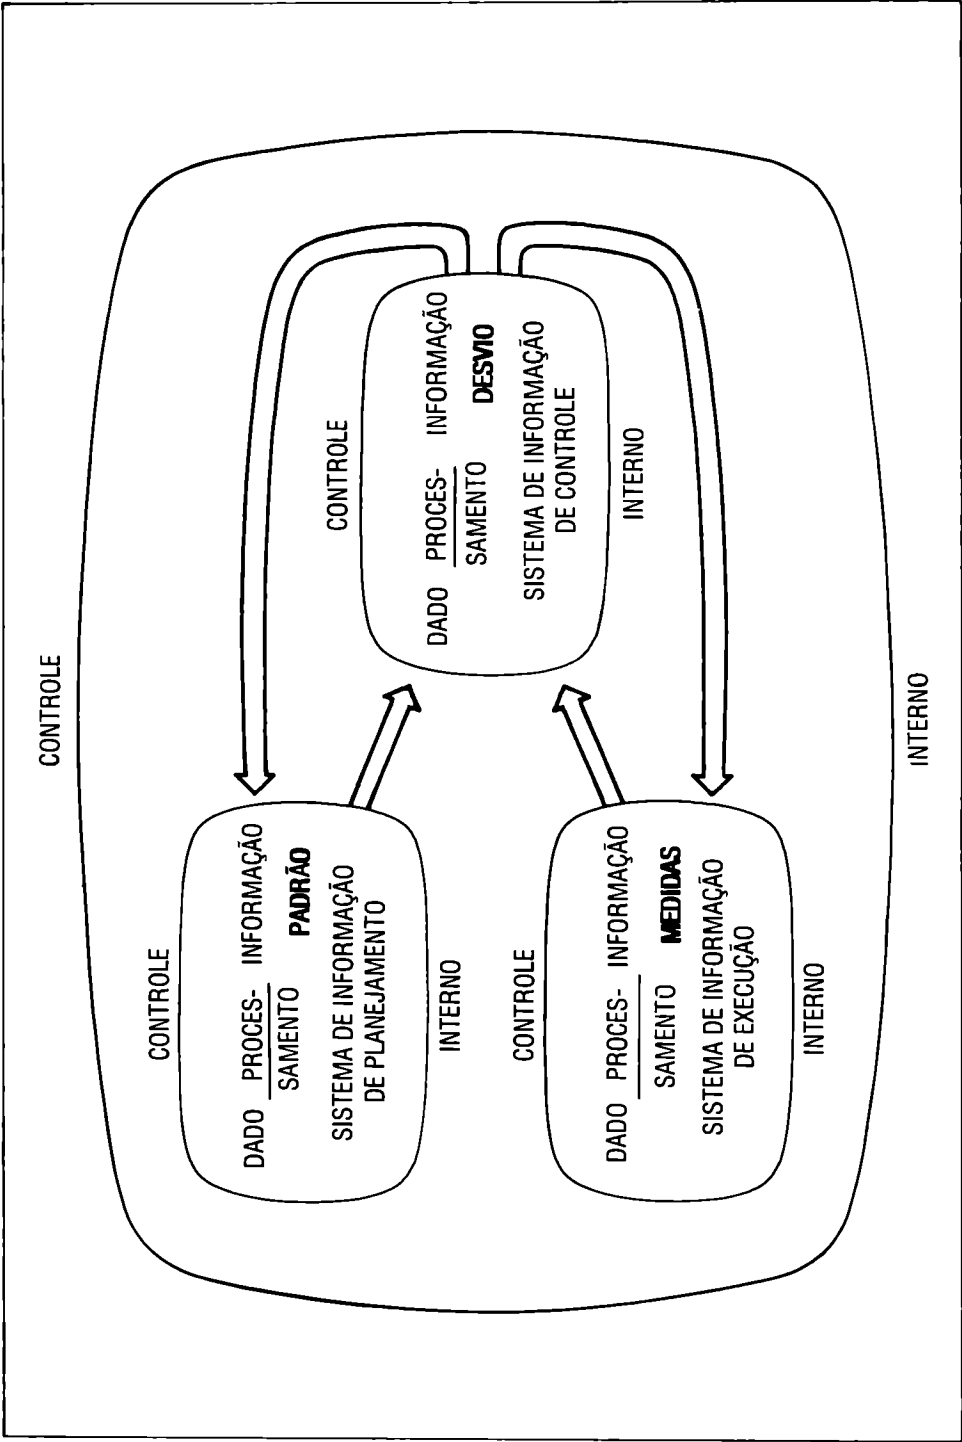 CONTROLE
CONTROLE
DADO PROCES- INFORMAÇÃO
SAMENTO PADRÃO
SISTEMA DE INFORMAÇÃO
DE PLANEJAMENTO
INTERNO
CONTROLE
DADO PROCES- INFORMAÇÃO
SAMENTO DESVIO
SISTEMA DE INFORMAÇÃO
DE CONTROLE
INTERNO
CONTROLE
DADO PROCES- INFORMAÇÃO
SAMENTO MEDIDAS
SISTEMA DE INFORMAÇÃO
DE EXECUÇÃO
INTERNO
INTERNO